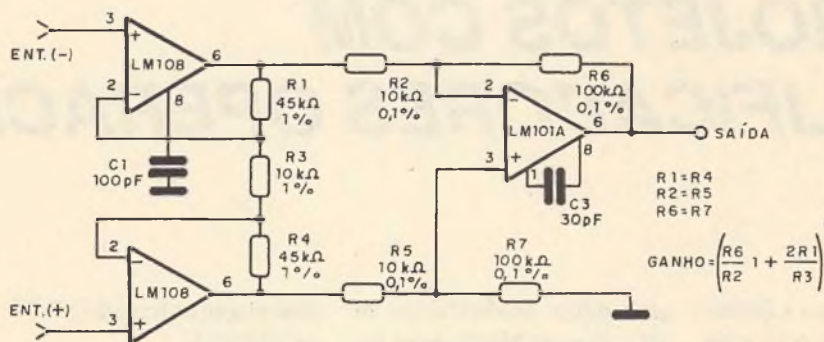 OJETOS COM
LIFICADORES OPERAC
3
ENT.(-)
+
LM108
6
2
-
8
C1
100pF
R1
45kΩ
1%
R3
10kΩ
1%
R4
45kΩ
1%
2
-
LM108
6
ENT.(+)
3
+
R2
10kΩ
0,1%
R6
100kΩ
0,1%
2
-
LM101A
6
3
+
1
8
C3
30pF
SAÍDA
R5
10kΩ
0,1%
R7
100kΩ
0,1%
R1=R4
R2=R5
R6=R7
GANHO=(R6/R2 1 + 2R1/R3)